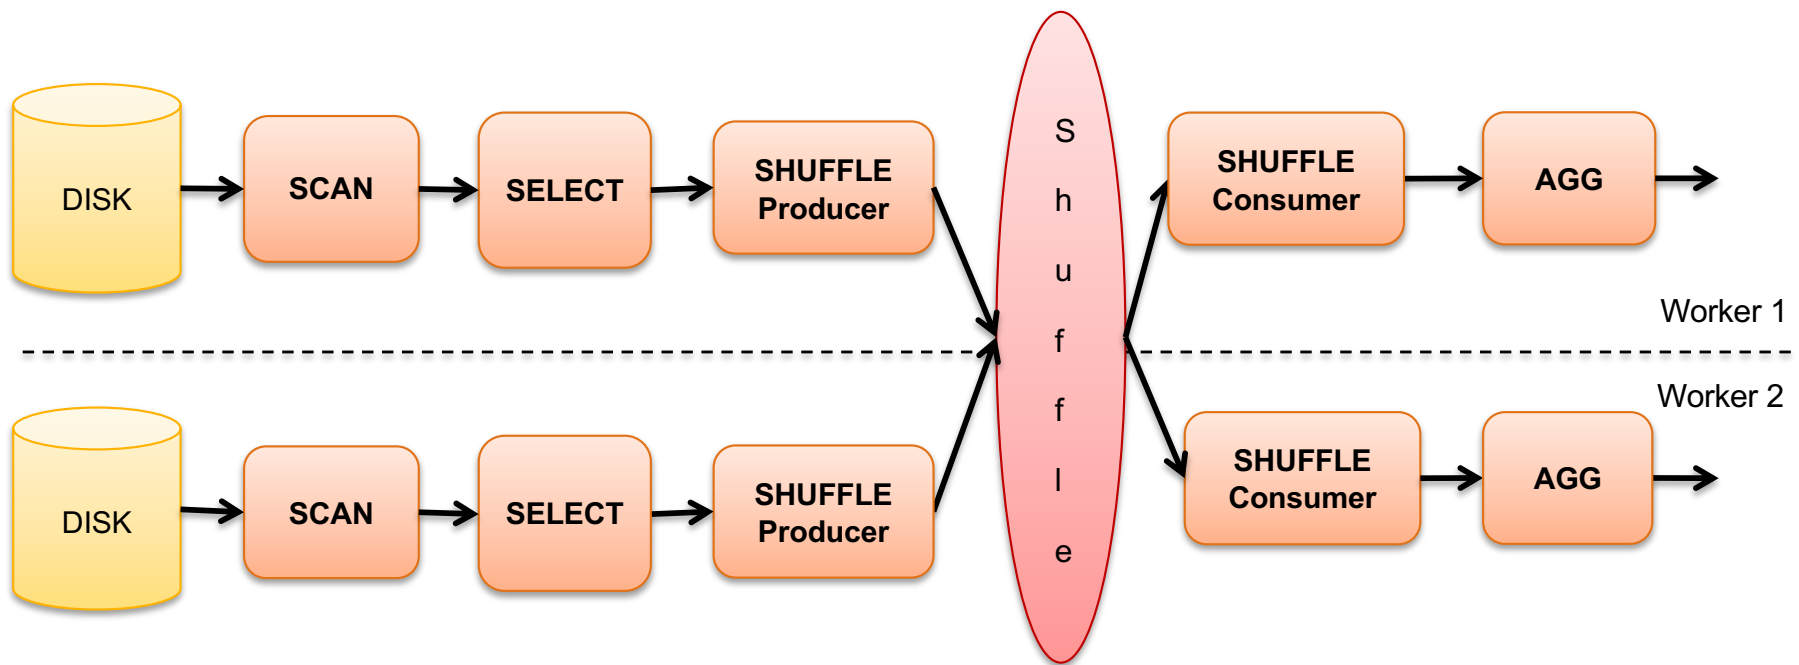 DISK
SCAN
SELECT
SHUFFLE
Producer
Shuffle
SHUFFLE
Consumer
AGG
Worker 1
Worker 2
DISK
SCAN
SELECT
SHUFFLE
Producer
SHUFFLE
Consumer
AGG